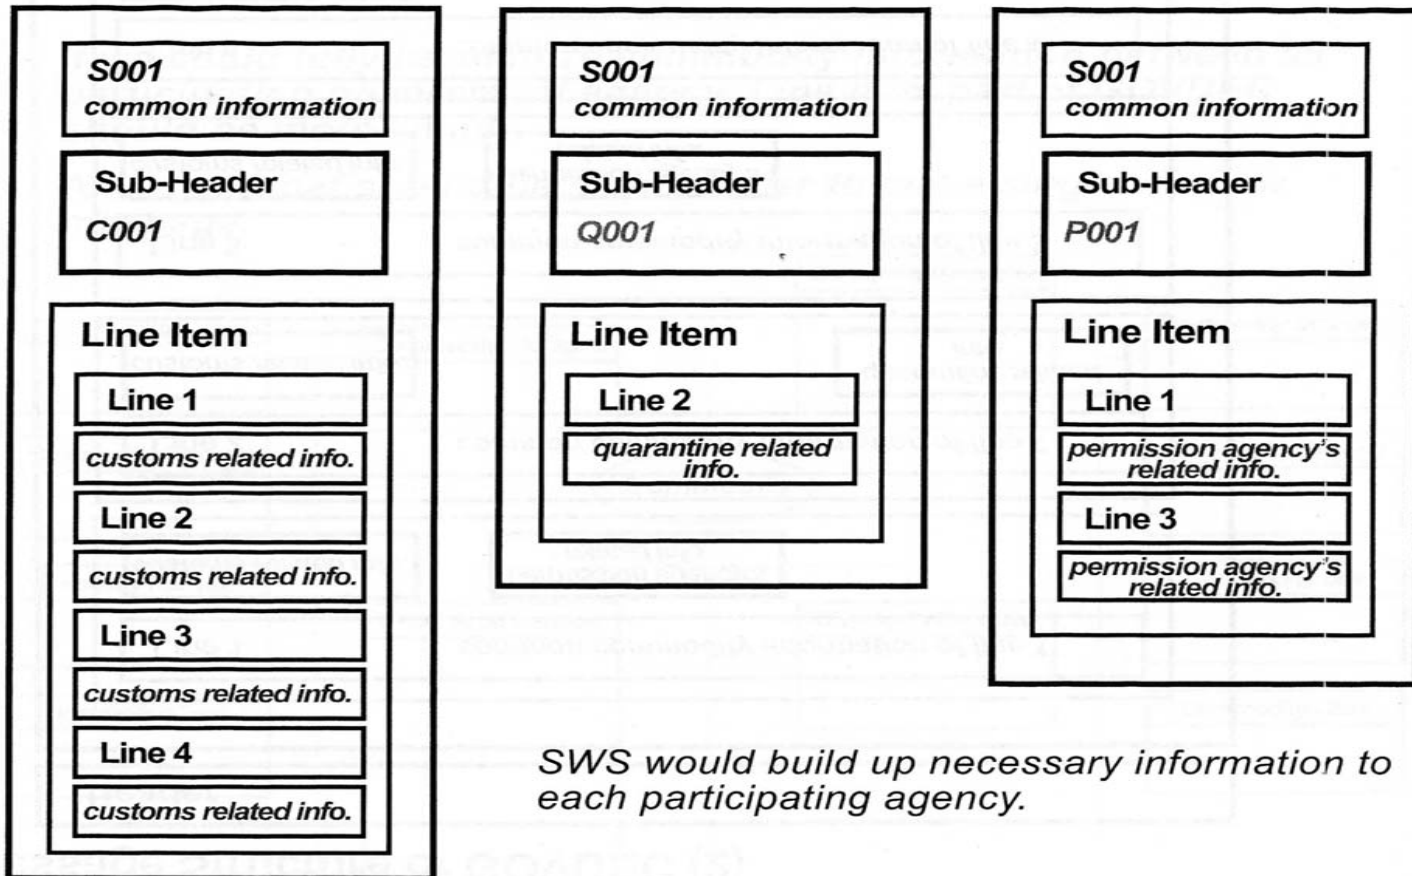 S001
common information
Sub-Header
C001
Line Item
Line 1
customs related info.
Line 2
customs related info.
Line 3
customs related info.
Line 4
customs related info.
S001
common information
Sub-Header
Q001
Line Item
Line 2
quarantine related
info.
S001
common information
Sub-Header
P001
Line Item
Line 1
permission agency's
related info.
Line 3
permission agency's
related info.
SWS would build up necessary information to
each participating agency.